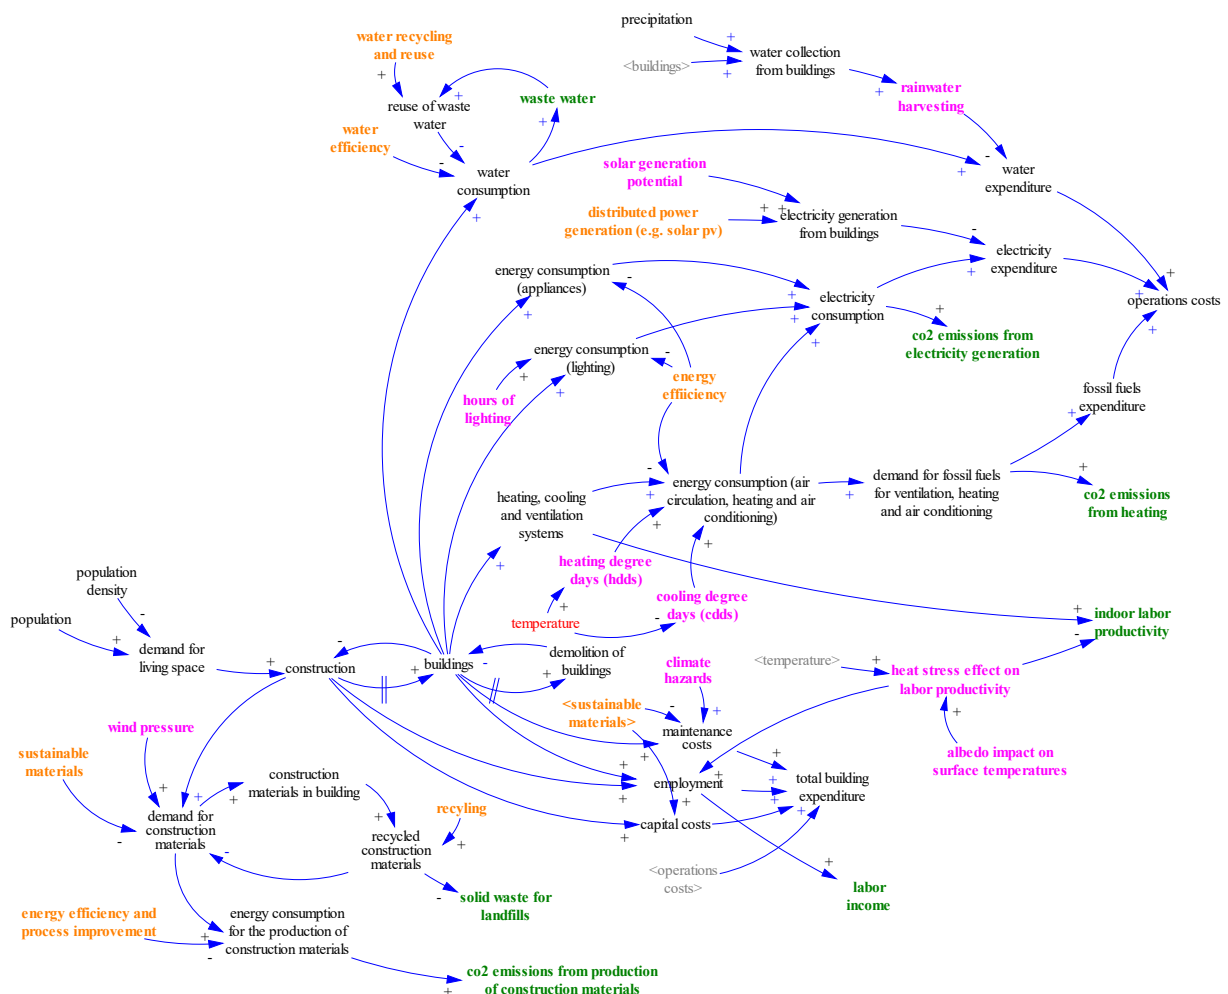 precipitation
water recycling
and reuse
<buildings>
water collection
from buildings
rainwater
harvesting
waste water
reuse of waste
water
water
efficiency
water
consumption
solar generation
potential
water
expenditure
distributed power
generation (e.g. solar pv)
electricity generation
from buildings
electricity
expenditure
energy consumption
(appliances)
electricity
consumption
operations costs
co2 emissions from
electricity generation
energy consumption
(lighting)
energy
effiiciency
hours of
lighting
fossil fuels
expenditure
heating, cooling
and ventilation
systems
energy consumption (air
circulation, heating and air
conditioning)
demand for fossil fuels
for ventilation, heating
and air conditioning
co2 emissions
from heating
heating degree
days (hdds)
cooling degree
days (cdds)
temperature
indoor labor
productivity
population
density
population
demand for
living space
construction
buildings
demolition of
buildings
climate
hazards
<temperature>
heat stress effect on
labor productivity
<sustainable
materials>
maintenance
costs
albedo impact on
surface temperatures
wind pressure
sustainable
materials
construction
materials in building
employment
total building
expenditure
demand for
construction
materials
recyling
recycled
construction
materials
capital costs
<operations
costs>
labor
income
solid waste for
landfills
energy efficiency and
process improvement
energy consumption
for the production of
construction materials
co2 emissions from production
of construction materials